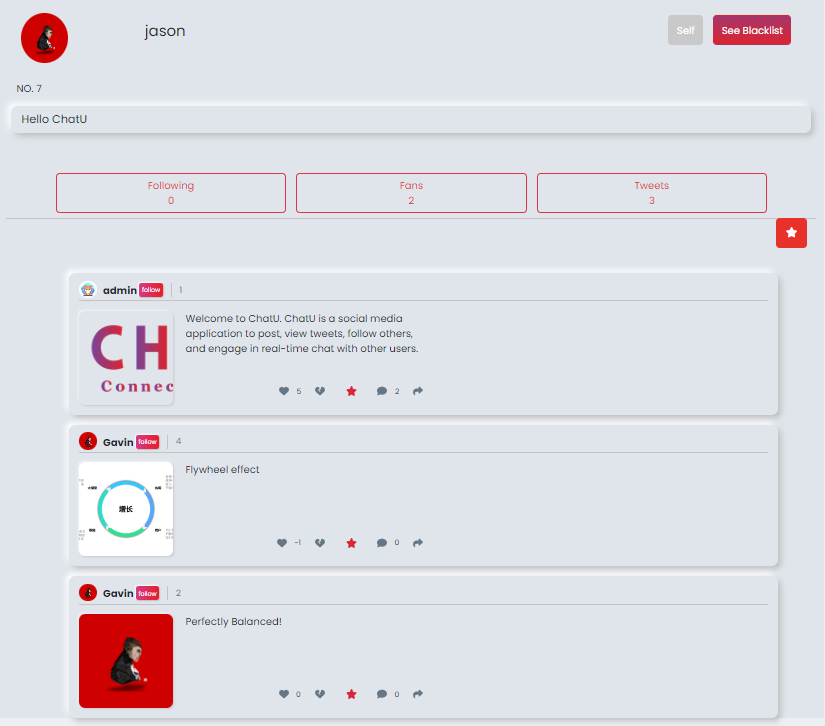 jason
Self
See Blacklist
NO. 7
Hello ChatU
Following
0
Fans
2
Tweets
3
admin follow 1
CH
Connec
Welcome to ChatU. ChatU is a social media
application to post, view tweets, follow others,
and engage in real-time chat with other users.
5 2
Gavin follow 4
增长
Flywheel effect
-1 0
Gavin follow 2
Perfectly Balanced!
0 0